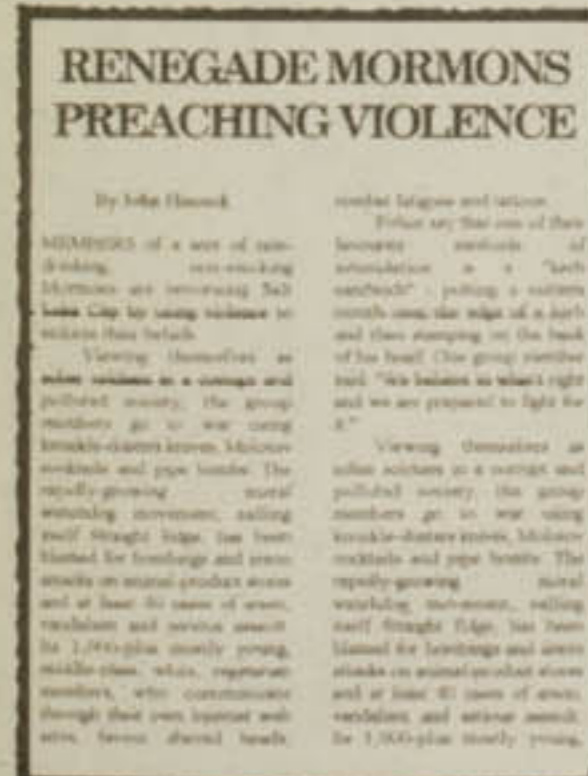 RENEGADE MORMONS
PREACHING VIOLENCE
By John
MEMBERS of a sect of non-
drinking, non-smoking
Mormons are terrorising Salt
Lake City by using violence to
their beliefs.
Viewing themselves as
sober soldiers in a corrupt and
polluted society, the group
members go to war using
knuckle-dusters knives, Molotov
cocktails and pipe bombs. The
rapidly-growing moral
watchdog movement, calling
itself Straight Edge, has been
blamed for bombings and arson
attacks on animal-product stores
and at least 40 cases of arson,
vandalism and serious assault.
Its 1,000-plus mostly young,
middle-class, white, vegetarian
members, who communicate
through their own internet web
sites, favour shaved heads,
combat fatigues and tattoos.
Police say that one of their
favourite methods of
intimidation is a "kerb
sandwich" - putting a victim's
mouth over the edge of a kerb
and then stamping on the back
of his head. One group member
said: "We believe in what's right
and we are prepared to fight for
it."
Viewing themselves as
sober soldiers in a corrupt and
polluted society, the group
members go to war using
knuckle-dusters knives, Molotov
cocktails and pipe bombs. The
rapidly-growing moral
watchdog movement, calling
itself Straight Edge, has been
blamed for bombings and arson
attacks on animal-product stores
and at least 40 cases of arson,
vandalism and serious assault.
Its 1,000-plus mostly young,